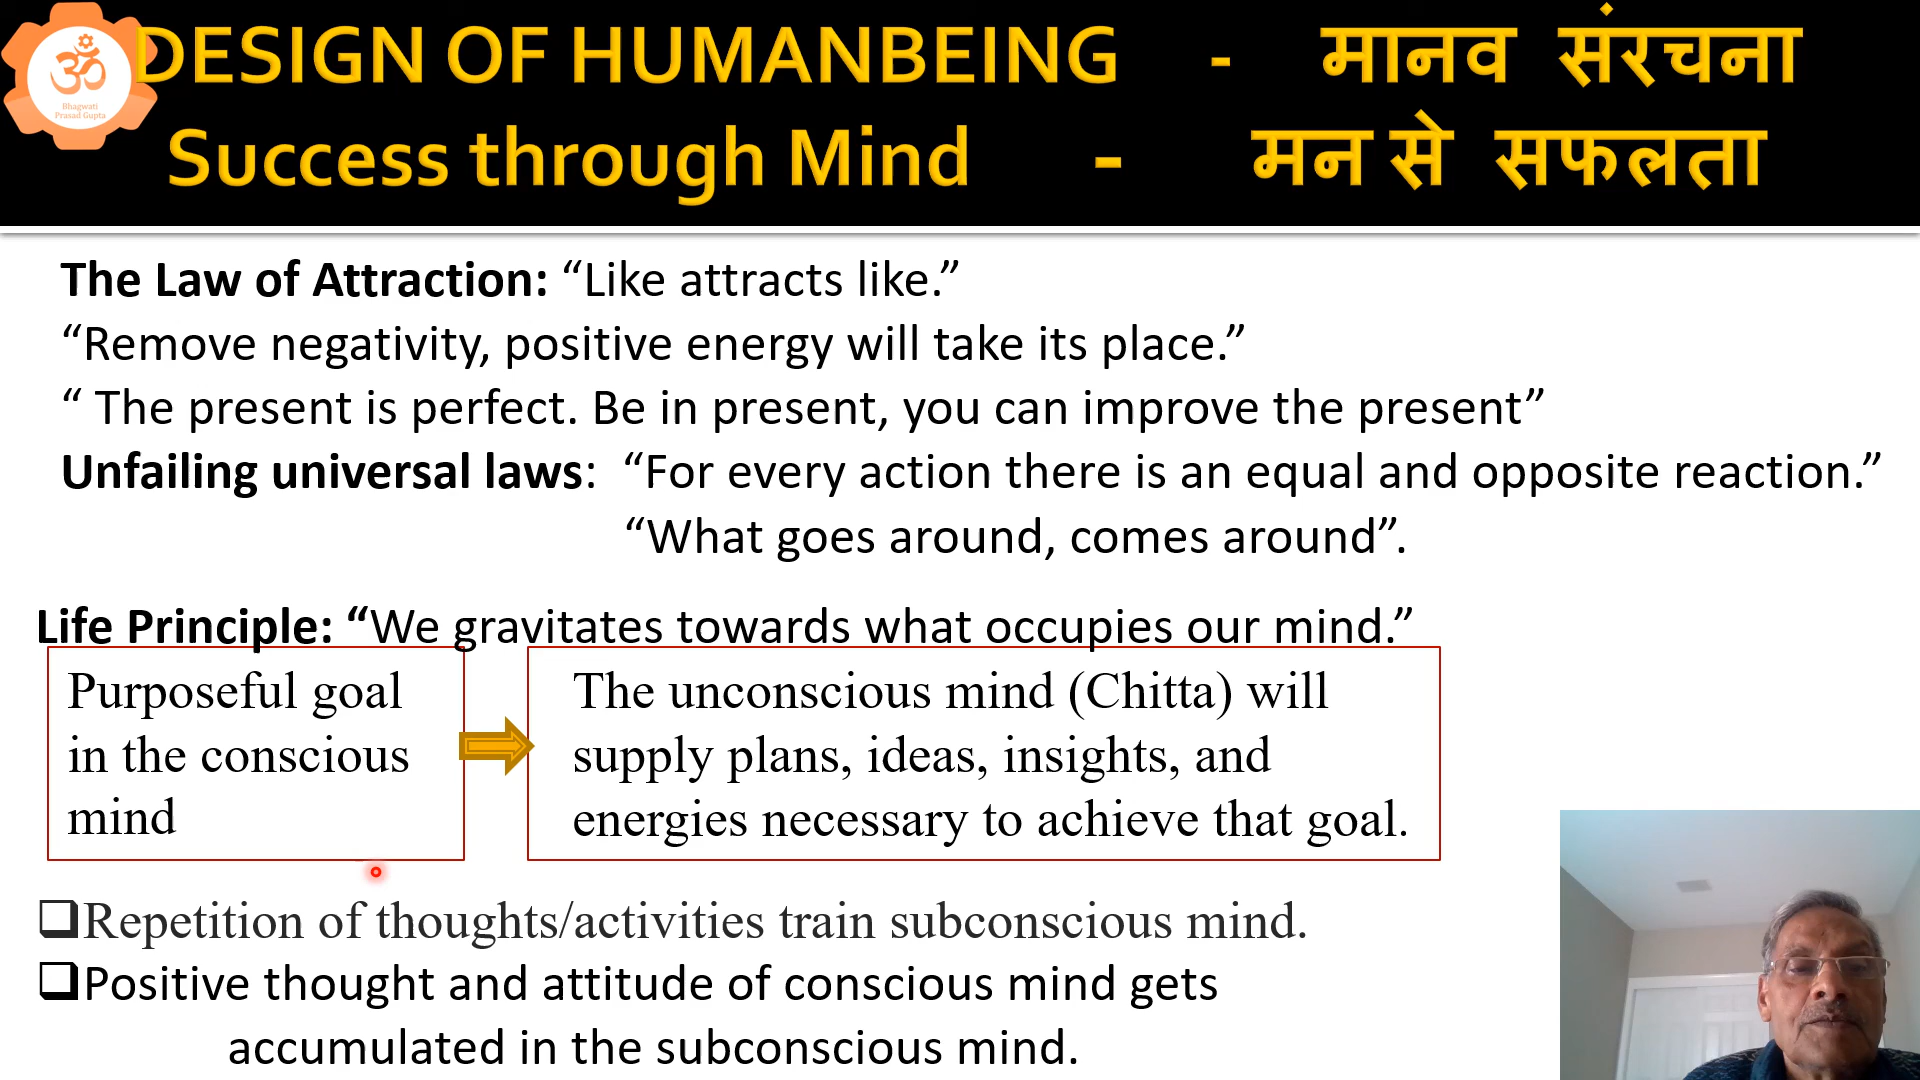 ॐ
Bhagwati
Prasad Gupta
DESIGN OF HUMANBEING - मानव संरचना
Success through Mind - मन से सफलता
The Law of Attraction: “Like attracts like.”
“Remove negativity, positive energy will take its place.”
“ The present is perfect. Be in present, you can improve the present”
Unfailing universal laws: “For every action there is an equal and opposite reaction.”
“What goes around, comes around”.
Life Principle: “We gravitates towards what occupies our mind.”
Purposeful goal
in the conscious
mind
The unconscious mind (Chitta) will
supply plans, ideas, insights, and
energies necessary to achieve that goal.
❑Repetition of thoughts/activities train subconscious mind.
❑Positive thought and attitude of conscious mind gets
accumulated in the subconscious mind.